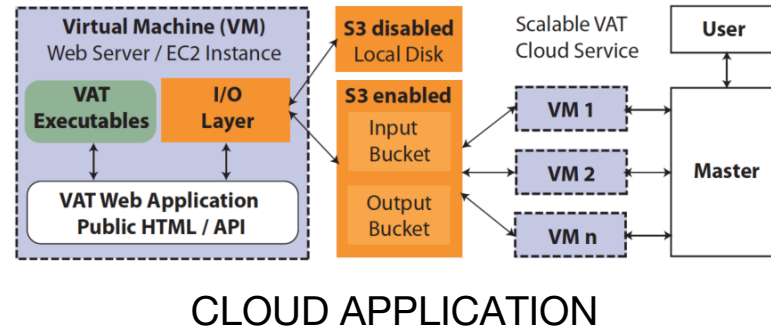 Virtual Machine (VM)
Web Server / EC2 Instance
VAT
Executables
I/O
Layer
VAT Web Application
Public HTML / API
S3 disabled
Local Disk
S3 enabled
Input
Bucket
Output
Bucket
Scalable VAT
Cloud Service
VM 1
VM 2
VM n
User
Master
CLOUD APPLICATION